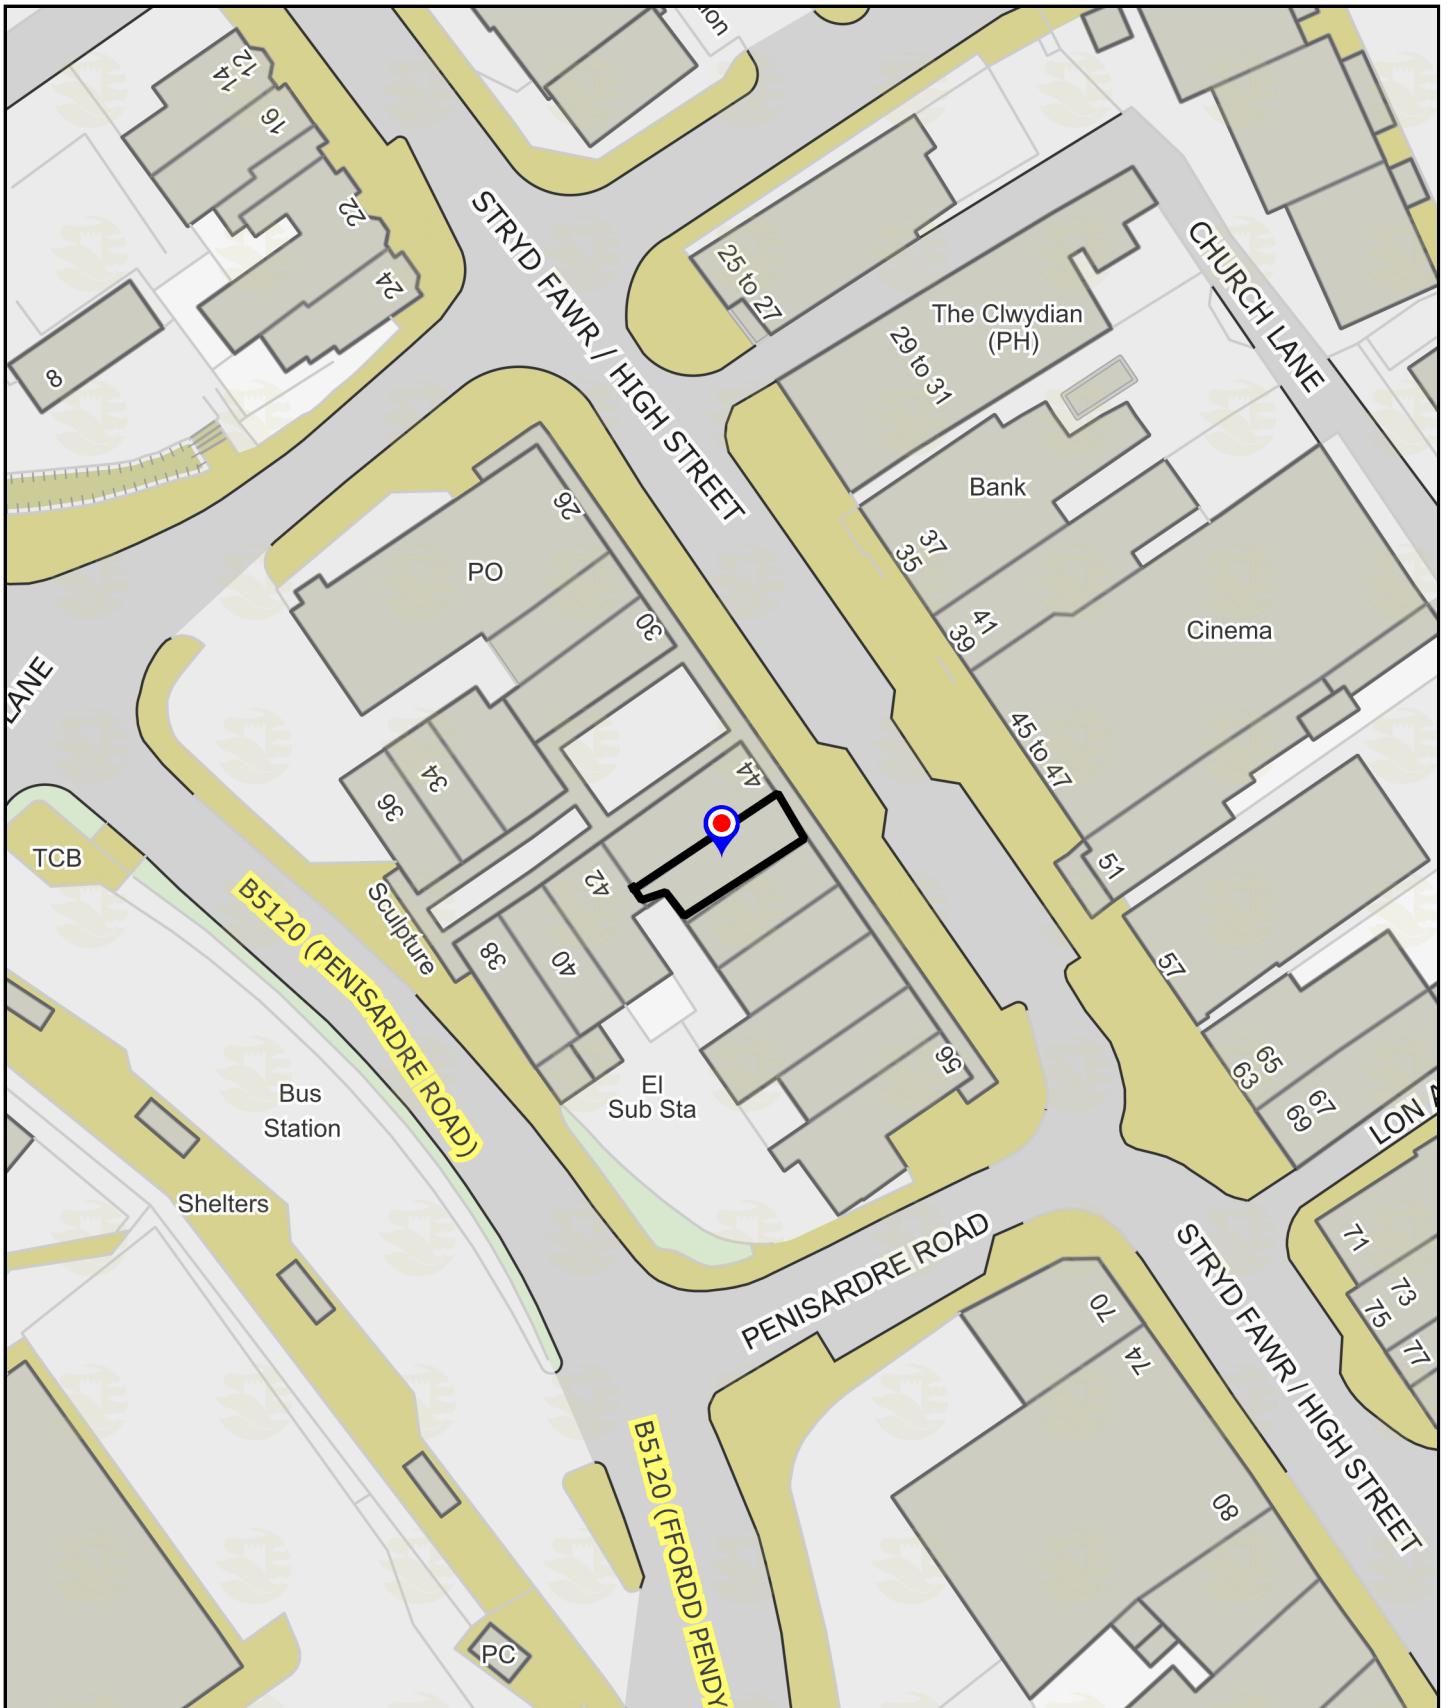 12
14
16
22
24
8
STRYD FAWR / HIGH STREET
25 to 27
The Clwydian
(PH)
29 to 31
CHURCH LANE
Bank
37
35
41
39
Cinema
45 to 47
26
PO
30
LANE
36
34
44
42
TCB
Sculpture
B5120 (PENISARDRE ROAD)
38
40
51
57
65
63
67
69
LON A
El
Sub Sta
56
Bus
Station
Shelters
PENISARDRE ROAD
70
74
80
71
73
75
77
STRYD FAWR / HIGH STREET
B5120 (FFORDD PENDY
PC